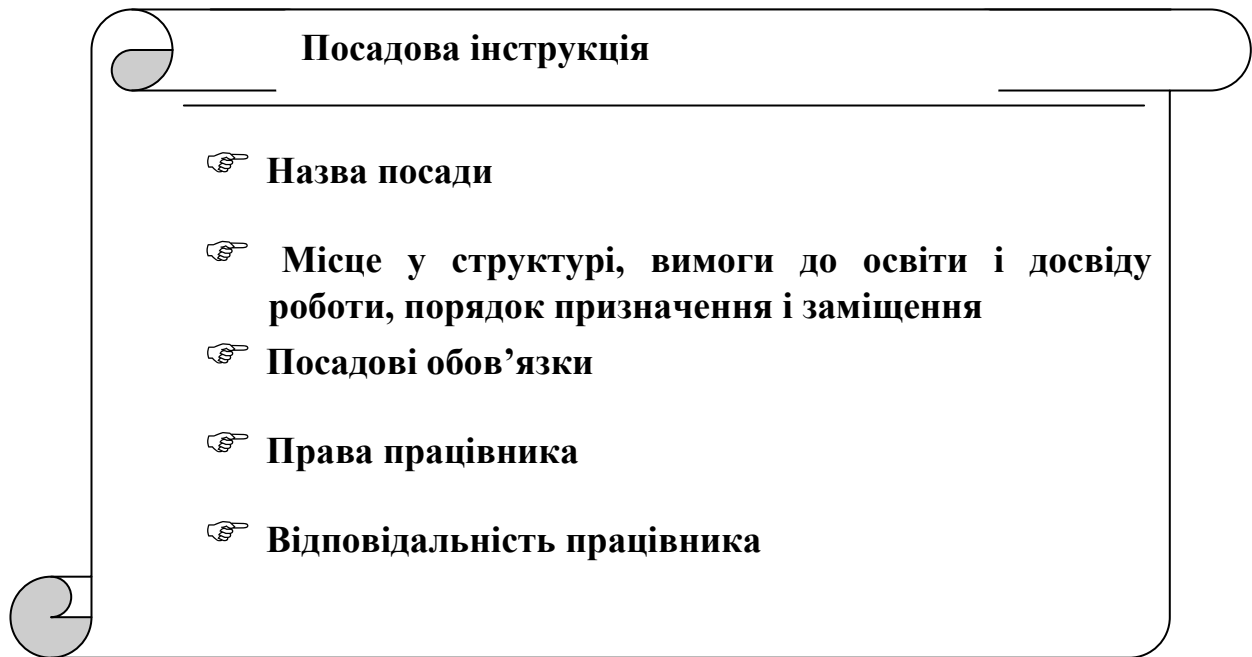 Посадова інструкція
☞ Назва посади
☞ Місце у структурі, вимоги до освіти і досвіду
роботи, порядок призначення і заміщення
☞ Посадові обов’язки
☞ Права працівника
☞ Відповідальність працівника